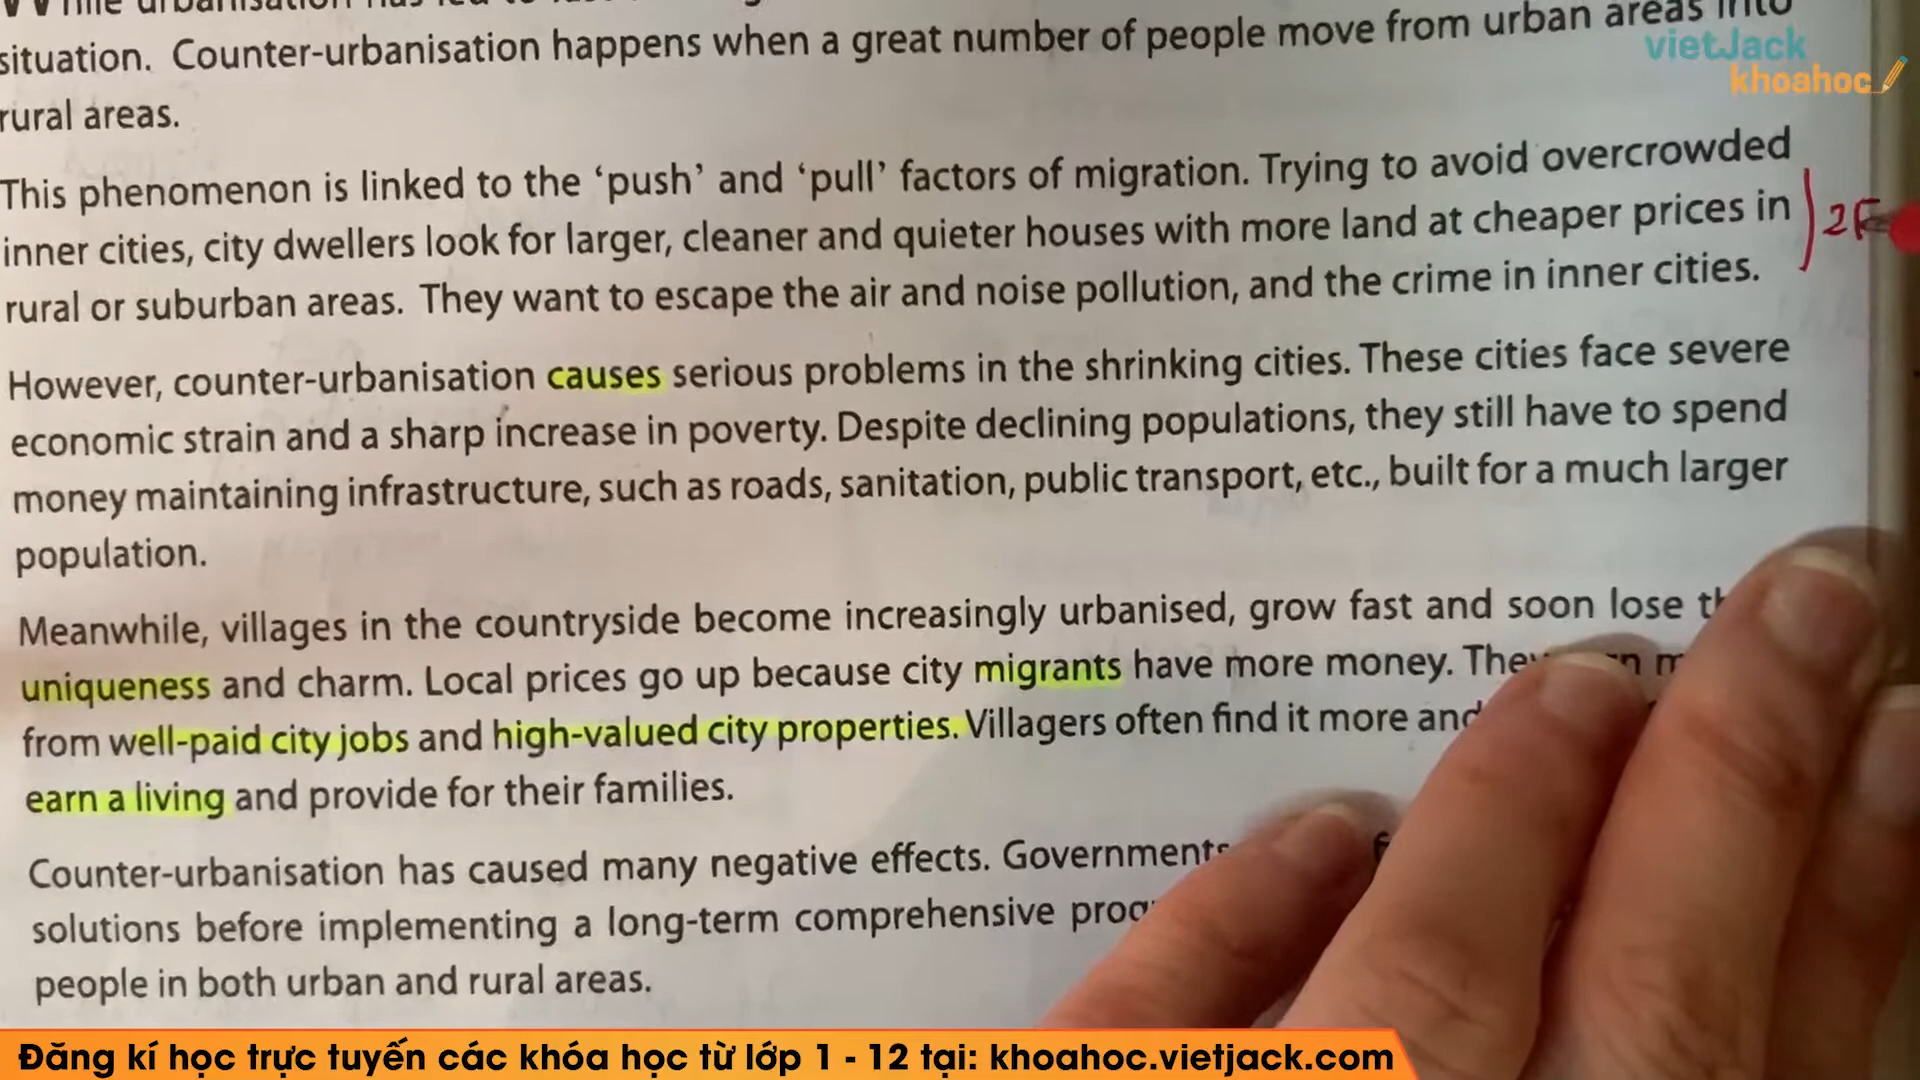 situation. Counter-urbanisation happens when a great number of people move from urban areas into
vietJack
khoahoc
rural areas.
This phenomenon is linked to the ‘push’ and ‘pull’ factors of migration. Trying to avoid overcrowded
inner cities, city dwellers look for larger, cleaner and quieter houses with more land at cheaper prices in
2F
rural or suburban areas. They want to escape the air and noise pollution, and the crime in inner cities.
However, counter-urbanisation causes serious problems in the shrinking cities. These cities face severe
economic strain and a sharp increase in poverty. Despite declining populations, they still have to spend
money maintaining infrastructure, such as roads, sanitation, public transport, etc., built for a much larger
population.
Meanwhile, villages in the countryside become increasingly urbanised, grow fast and soon lose
uniqueness and charm. Local prices go up because city migrants have more money. They
from well-paid city jobs and high-valued city properties. Villagers often find it more and
earn a living and provide for their families.
Counter-urbanisation has caused many negative effects. Governments
solutions before implementing a long-term comprehensive
people in both urban and rural areas.
Đăng kí học trực tuyến các khóa học từ lớp 1 - 12 tại: khoahoc.vietjack.com